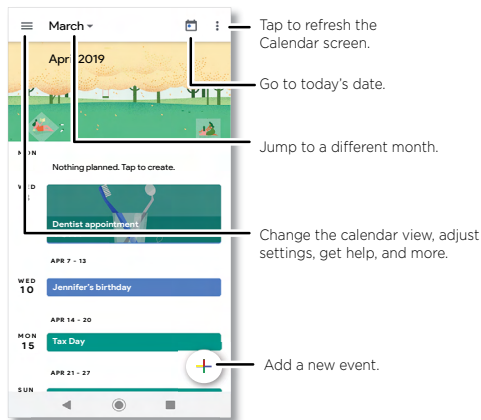 March
Tap to refresh the
Calendar screen.
April 2019
Go to today's date.
Jump to a different month.
MON
Nothing planned. Tap to create.
WED
Dentist appointment
Change the calendar view, adjust
settings, get help, and more.
APR 7 - 13
WED
10
Jennifer's birthday
APR 14 - 20
MON
15
Tax Day
Add a new event.
APR 21 - 27
SUN